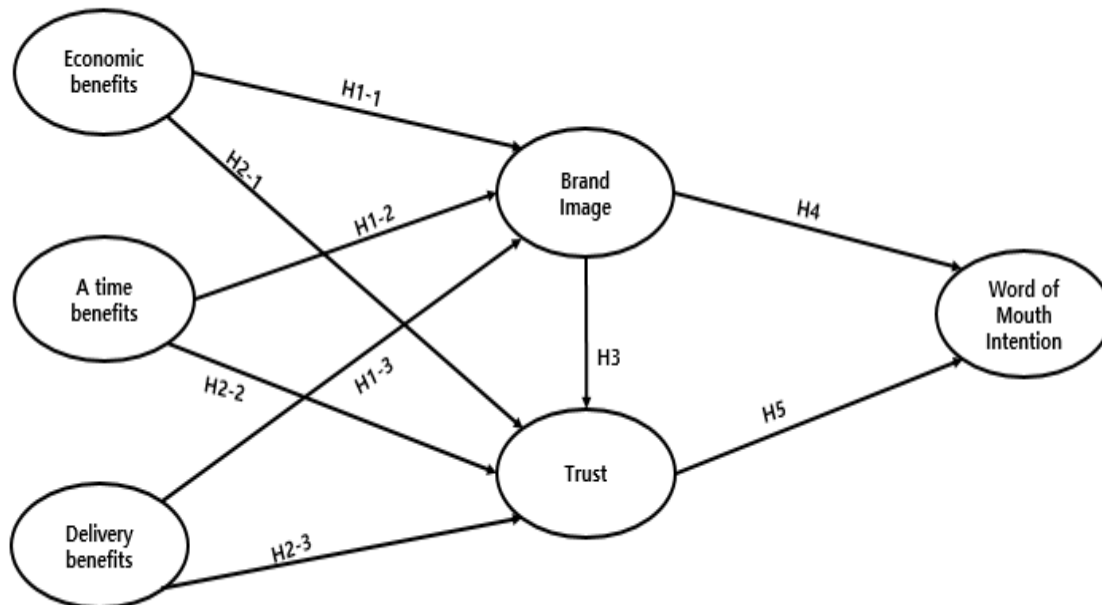 Economic
benefits
H1-1
H2-1
Brand
Image
H1-2
H4
A time
benefits
Word of
Mouth
Intention
H1-3
H3
H2-2
H5
Trust
Delivery
benefits
H2-3